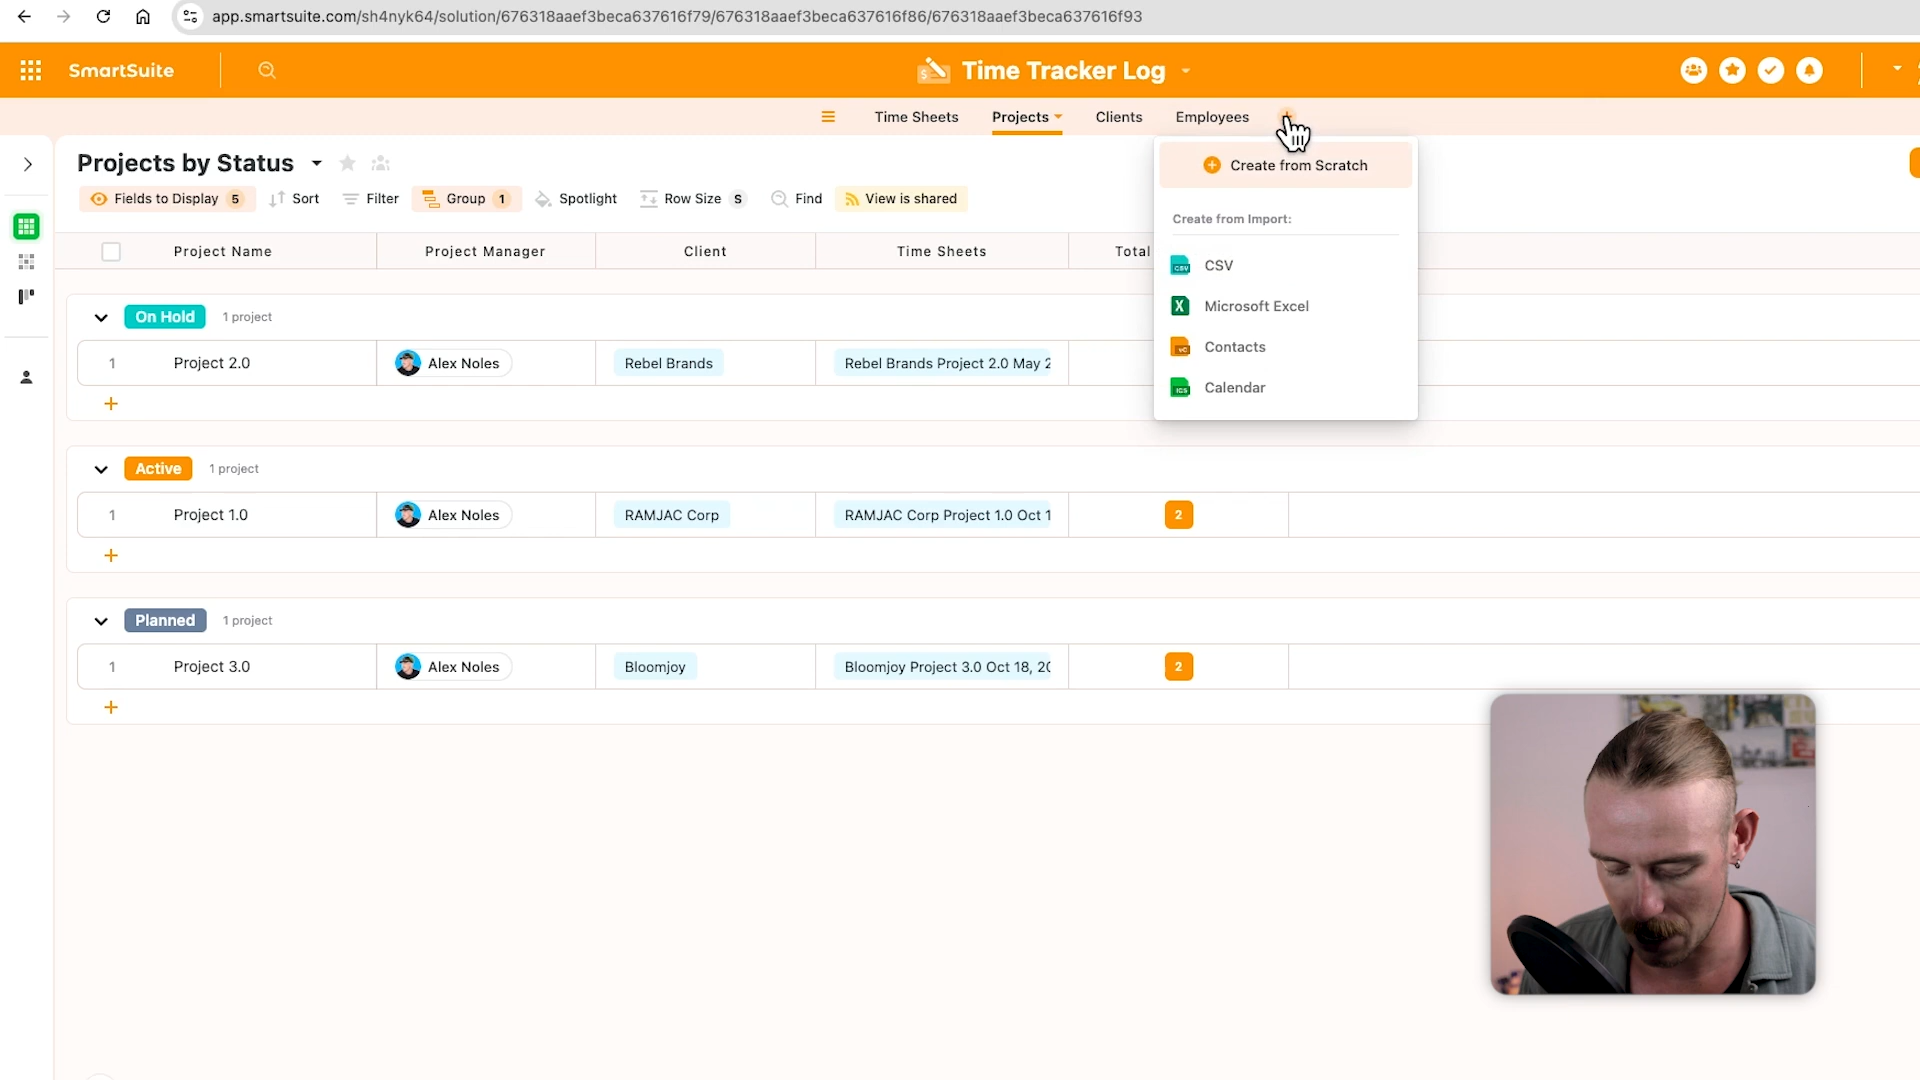 app.smartsuite.com/sh4nyk64/solution/676318aaef3beca637616f79/676318aaef3beca637616f86/676318aaef3beca637616f93
SmartSuite
Time Tracker Log
Time Sheets Projects Clients Employees
Projects by Status
Create from Scratch
Fields to Display 5 Sort Filter Group 1 Spotlight Row Size S Find View is shared
Create from Import:
Project Name Project Manager Client Time Sheets Total
CSV
CSV
X Microsoft Excel
On Hold 1 project
VC Contacts
1 Project 2.0 Alex Noles Rebel Brands Rebel Brands Project 2.0 May 2
ICS Calendar
Active 1 project
1 Project 1.0 Alex Noles RAMJAC Corp RAMJAC Corp Project 1.0 Oct 1 2
Planned 1 project
1 Project 3.0 Alex Noles Bloomjoy Bloomjoy Project 3.0 Oct 18, 20 2